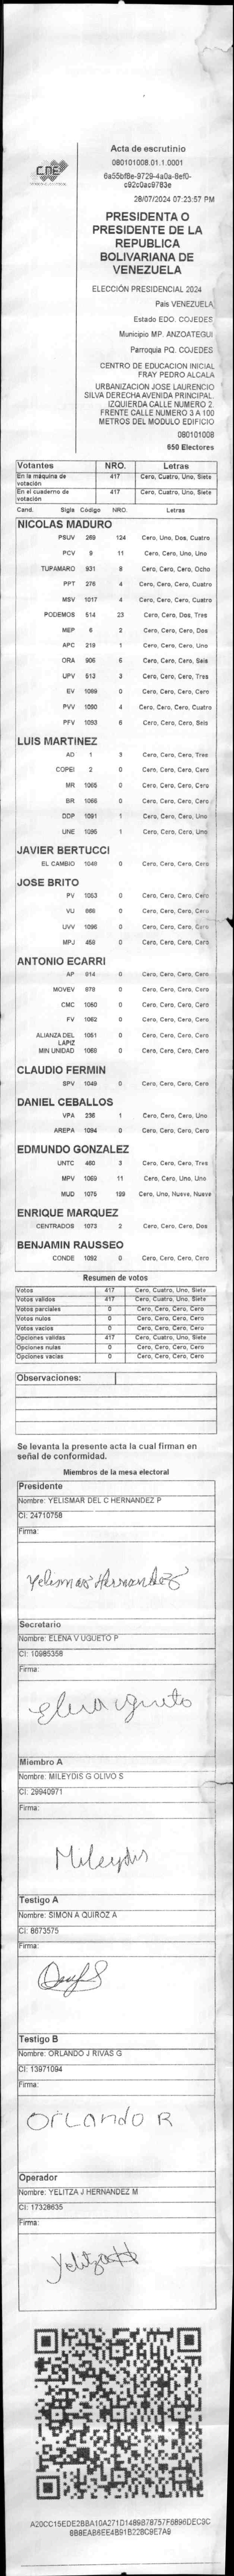 CNE
Acta de escrutinio
080101008.01.1.0001
6a55bf8e-9729-4a0a-8ef0-
c92c0ac9783e
28/07/2024 07:23:57 PM
PRESIDENTA O
PRESIDENTE DE LA
REPUBLICA
BOLIVARIANA DE
VENEZUELA
ELECCIÓN PRESIDENCIAL 2024
País VENEZUELA
Estado EDO. COJEDES
Municipio MP. ANZOATEGUI
Parroquia PQ. COJEDES
CENTRO DE EDUCACION INICIAL
FRAY PEDRO ALCALA
URBANIZACION JOSE LAURENCIO
SILVA DERECHA AVENIDA PRINCIPAL.
IZQUIERDA CALLE NUMERO 2.
FRENTE CALLE NUMERO 3 A 100
METROS DEL MODULO EDIFICIO
080101008
650 Electores
Votantes NRO. Letras
En la máquina de votación 417 Cero, Cuatro, Uno, Siete
En el cuaderno de votación 417 Cero, Cuatro, Uno, Siete
Cand. Sigla Código NRO. Letras
NICOLAS MADURO
PSUV 269 124 Cero, Uno, Dos, Cuatro
PCV 9 11 Cero, Cero, Uno, Uno
TUPAMARO 931 8 Cero, Cero, Cero, Ocho
PPT 276 4 Cero, Cero, Cero, Cuatro
MSV 1017 4 Cero, Cero, Cero, Cuatro
PODEMOS 514 23 Cero, Cero, Dos, Tres
MEP 6 2 Cero, Cero, Cero, Dos
APC 219 1 Cero, Cero, Cero, Uno
ORA 906 6 Cero, Cero, Cero, Seis
UPV 513 3 Cero, Cero, Cero, Tres
EV 1089 0 Cero, Cero, Cero, Cero
PVV 1090 4 Cero, Cero, Cero, Cuatro
PFV 1093 6 Cero, Cero, Cero, Seis
LUIS MARTINEZ
AD 1 3 Cero, Cero, Cero, Tres
COPEI 2 0 Cero, Cero, Cero, Cero
MR 1065 0 Cero, Cero, Cero, Cero
BR 1066 0 Cero, Cero, Cero, Cero
DDP 1091 1 Cero, Cero, Cero, Uno
UNE 1095 1 Cero, Cero, Cero, Uno
JAVIER BERTUCCI
EL CAMBIO 1048 0 Cero, Cero, Cero, Cero
JOSE BRITO
PV 1053 0 Cero, Cero, Cero, Cero
VU 868 0 Cero, Cero, Cero, Cero
UVV 1096 0 Cero, Cero, Cero, Cero
MPJ 458 0 Cero, Cero, Cero, Cero
ANTONIO ECARRI
AP 914 0 Cero, Cero, Cero, Cero
MOVEV 878 0 Cero, Cero, Cero, Cero
CMC 1060 0 Cero, Cero, Cero, Cero
FV 1062 0 Cero, Cero, Cero, Cero
ALIANZA DEL LAPIZ 1051 0 Cero, Cero, Cero, Cero
MIN UNIDAD 1069 0 Cero, Cero, Cero, Cero
CLAUDIO FERMIN
SPV 1049 0 Cero, Cero, Cero, Cero
DANIEL CEBALLOS
VPA 236 1 Cero, Cero, Cero, Uno
AREPA 1094 0 Cero, Cero, Cero, Cero
EDMUNDO GONZALEZ
UNTC 460 3 Cero, Cero, Cero, Tres
MPV 1069 11 Cero, Cero, Uno, Uno
MUD 1075 199 Cero, Uno, Nueve, Nueve
ENRIQUE MARQUEZ
CENTRADOS 1073 2 Cero, Cero, Cero, Dos
BENJAMIN RAUSSEO
CONDE 1092 0 Cero, Cero, Cero, Cero
Resumen de votos
Votos 417 Cero, Cuatro, Uno, Siete
Votos validos 417 Cero, Cuatro, Uno, Siete
Votos parciales 0 Cero, Cero, Cero, Cero
Votos nulos 0 Cero, Cero, Cero, Cero
Votos vacíos 0 Cero, Cero, Cero, Cero
Opciones validas 417 Cero, Cuatro, Uno, Siete
Opciones nulas 0 Cero, Cero, Cero, Cero
Opciones vacias 0 Cero, Cero, Cero, Cero
Observaciones:
Se levanta la presente acta la cual firman en
señal de conformidad.
Miembros de la mesa electoral
Presidente
Nombre: YELISMAR DEL C HERNANDEZ P
CI: 24710758
Firma:
Yelismar Hernandez
Secretario
Nombre: ELENA V UGUETO P
CI: 10985358
Firma:
Elena Ugueto
Miembro A
Nombre: MILEYDIS G OLIVO S
CI: 29940971
Firma:
Mileydis
Testigo A
Nombre: SIMON A QUIROZ A
CI: 8673575
Firma:
Testigo B
Nombre: ORLANDO J RIVAS G
CI: 13971094
Firma:
Orlando R
Operador
Nombre: YELITZA J HERNANDEZ M
CI: 17328635
Firma:
A20CC15EDE2BBA10A271D1489B78757F6B96DEC9C
8B8EAB6EE4B91B22BC9E7A9